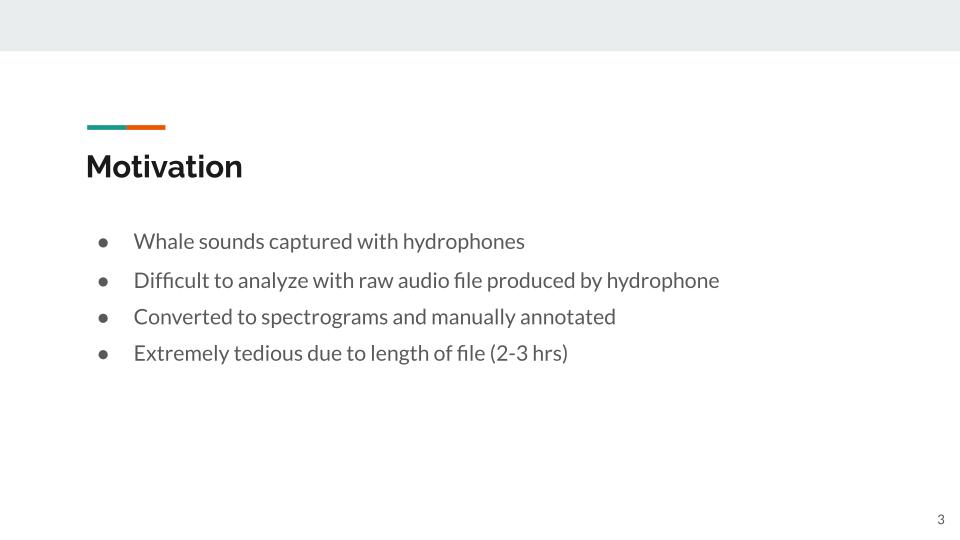 Motivation
● Whale sounds captured with hydrophones
● Difficult to analyze with raw audio file produced by hydrophone
● Converted to spectrograms and manually annotated
● Extremely tedious due to length of file (2-3 hrs)
3